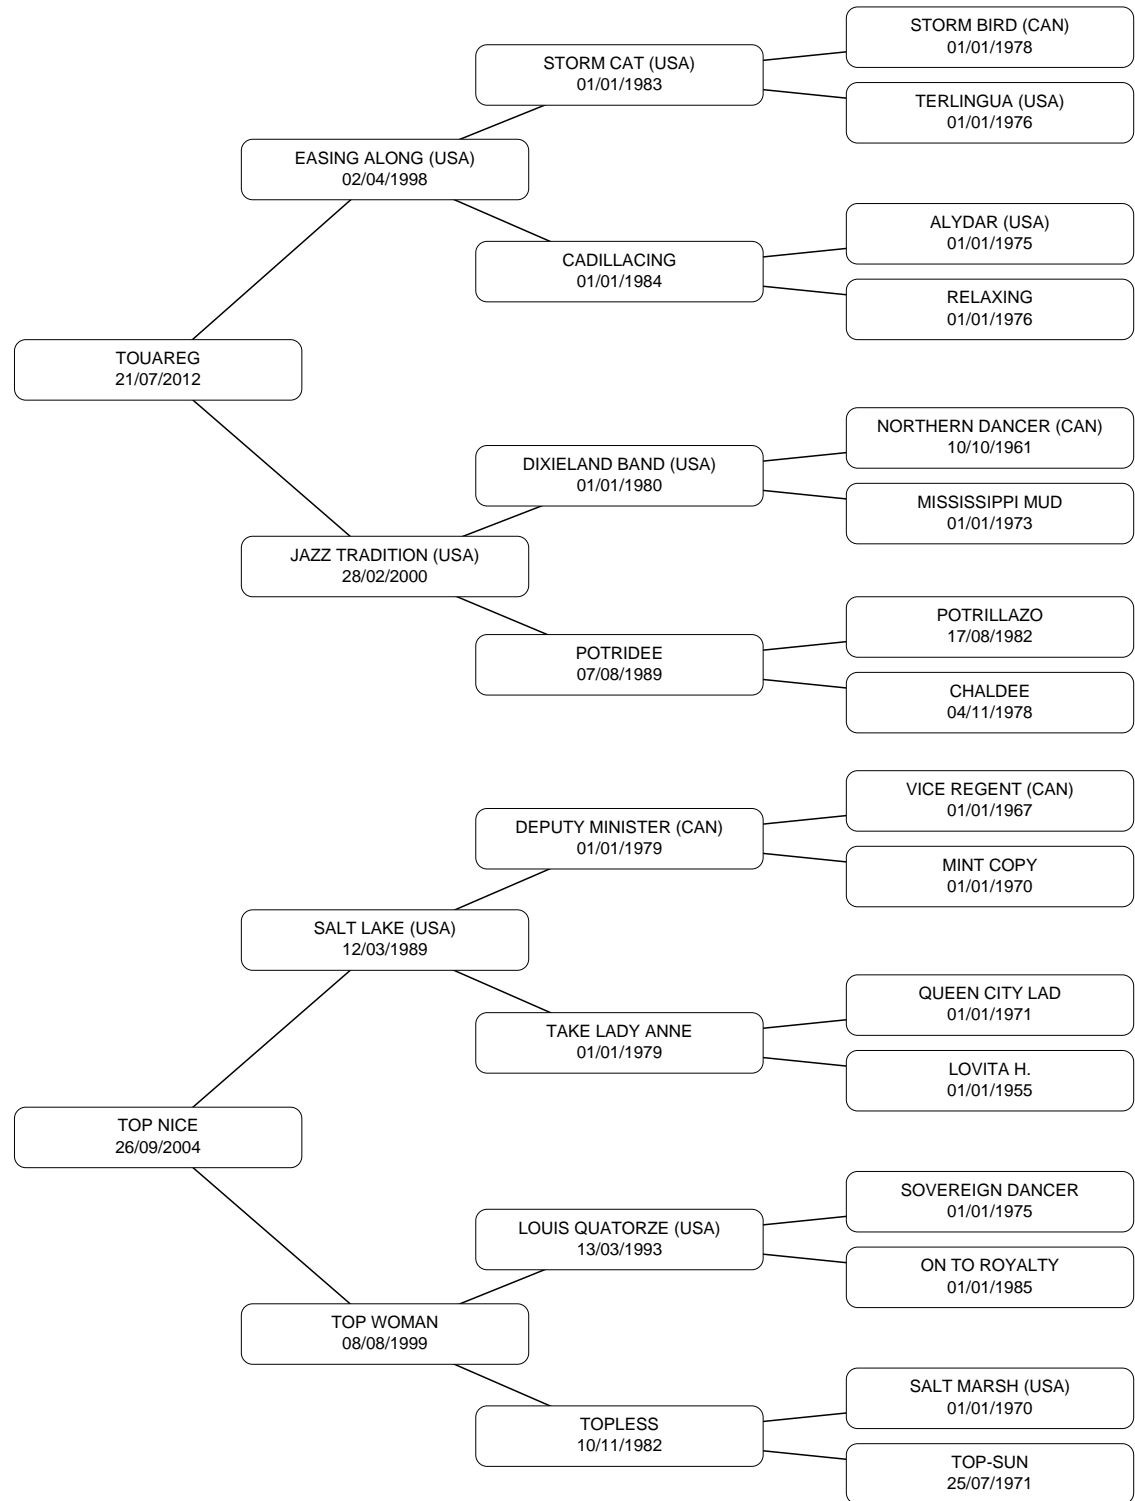 STORM BIRD (CAN)
01/01/1978
STORM CAT (USA)
01/01/1983
TERLINGUA (USA)
01/01/1976
EASING ALONG (USA)
02/04/1998
ALYDAR (USA)
01/01/1975
CADILLACING
01/01/1984
RELAXING
01/01/1976
TOUAREG
21/07/2012
NORTHERN DANCER (CAN)
10/10/1961
DIXIELAND BAND (USA)
01/01/1980
MISSISSIPPI MUD
01/01/1973
JAZZ TRADITION (USA)
28/02/2000
POTRILLAZO
17/08/1982
POTRIDEE
07/08/1989
CHALDEE
04/11/1978
VICE REGENT (CAN)
01/01/1967
DEPUTY MINISTER (CAN)
01/01/1979
MINT COPY
01/01/1970
SALT LAKE (USA)
12/03/1989
QUEEN CITY LAD
01/01/1971
TAKE LADY ANNE
01/01/1979
LOVITA H.
01/01/1955
TOP NICE
26/09/2004
SOVEREIGN DANCER
01/01/1975
LOUIS QUATORZE (USA)
13/03/1993
ON TO ROYALTY
01/01/1985
TOP WOMAN
08/08/1999
SALT MARSH (USA)
01/01/1970
TOPLESS
10/11/1982
TOP-SUN
25/07/1971